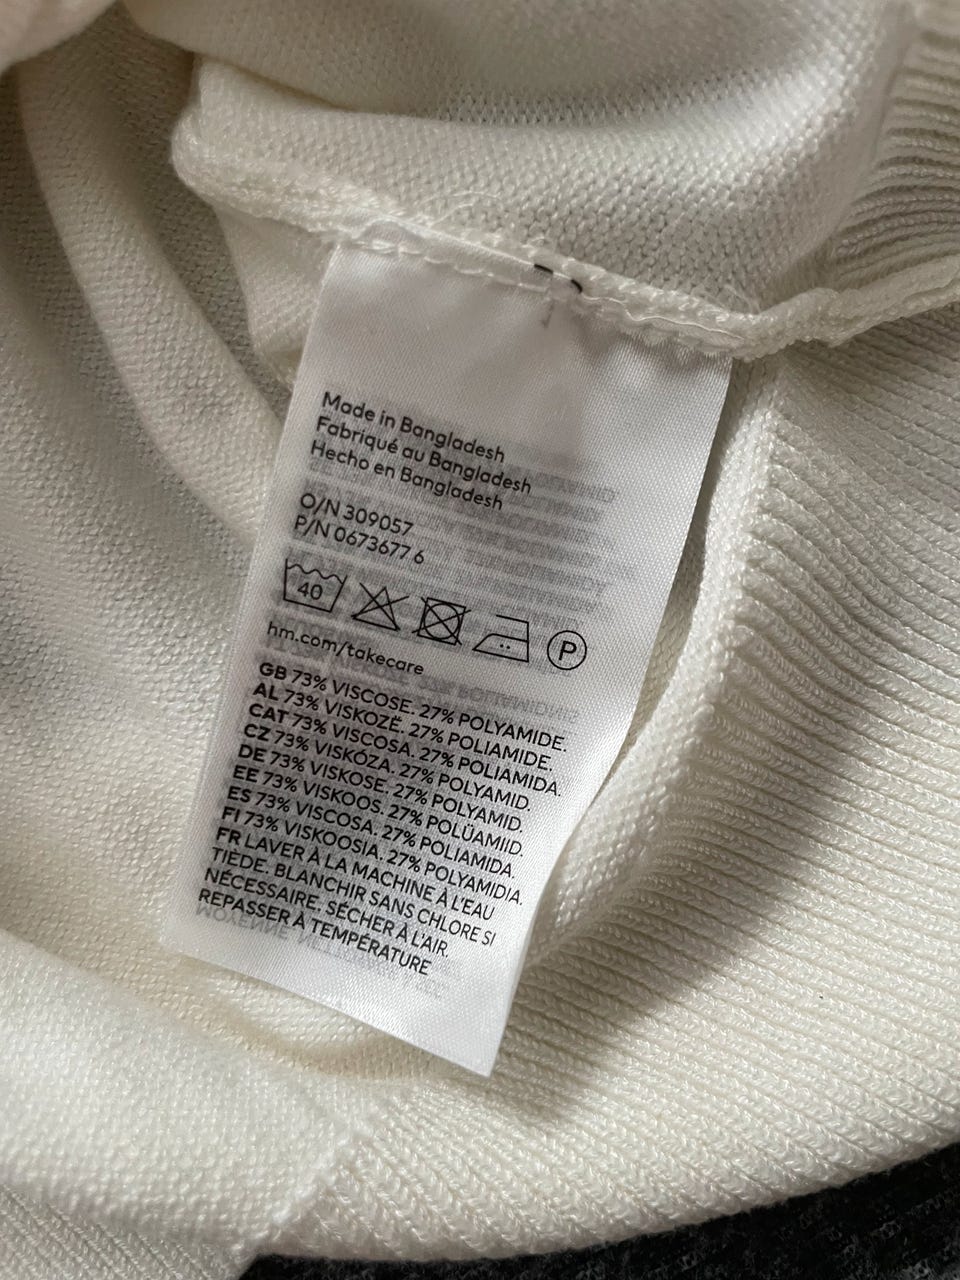 Made in Bangladesh
Fabriqué au Bangladesh
Hecho en Bangladesh
O/N 309057
P/N 0673677 6
40 P
hm.com/takecare
GB 73% VISCOSE. 27% POLYAMIDE.
AL 73% VISKOZË. 27% POLIAMIDE.
CAT 73% VISCOSA. 27% POLIAMIDA.
CZ 73% VISKÓZA. 27% POLYAMID.
DE 73% VISKOSE. 27% POLYAMID.
EE 73% VISKOOS. 27% POLÜAMIID.
ES 73% VISCOSA. 27% POLIAMIDA.
FI 73% VISKOOSIA. 27% POLYAMIDIA.
FR LAVER À LA MACHINE À L'EAU
TIÈDE. BLANCHIR SANS CHLORE SI
NÉCESSAIRE. SÉCHER À L'AIR.
REPASSER À TEMPÉRATURE